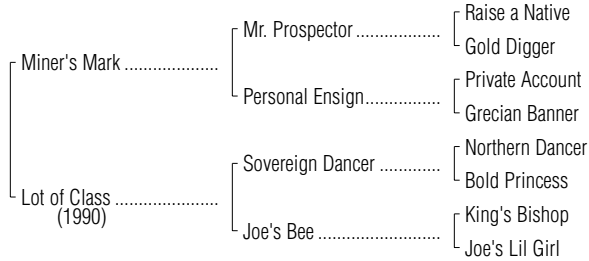 Raise a Native
Mr. Prospector ..................
Gold Digger
Miner's Mark ....................
Private Account
Personal Ensign................
Grecian Banner
Northern Dancer
Sovereign Dancer .............
Bold Princess
Lot of Class ......................
(1990)
King's Bishop
Joe's Bee ..........................
Joe's Lil Girl